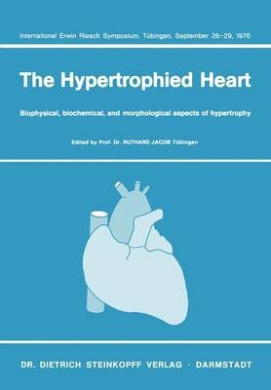 International Erwin Riesch Symposium, Tübingen, September 26-29, 1976
The Hypertrophied Heart
Biophysical, biochemical, and morphological aspects of hypertrophy
Edited by Prof. Dr. RUTHARD JACOB Tübingen
DR. DIETRICH STEINKOPFF VERLAG · DARMSTADT